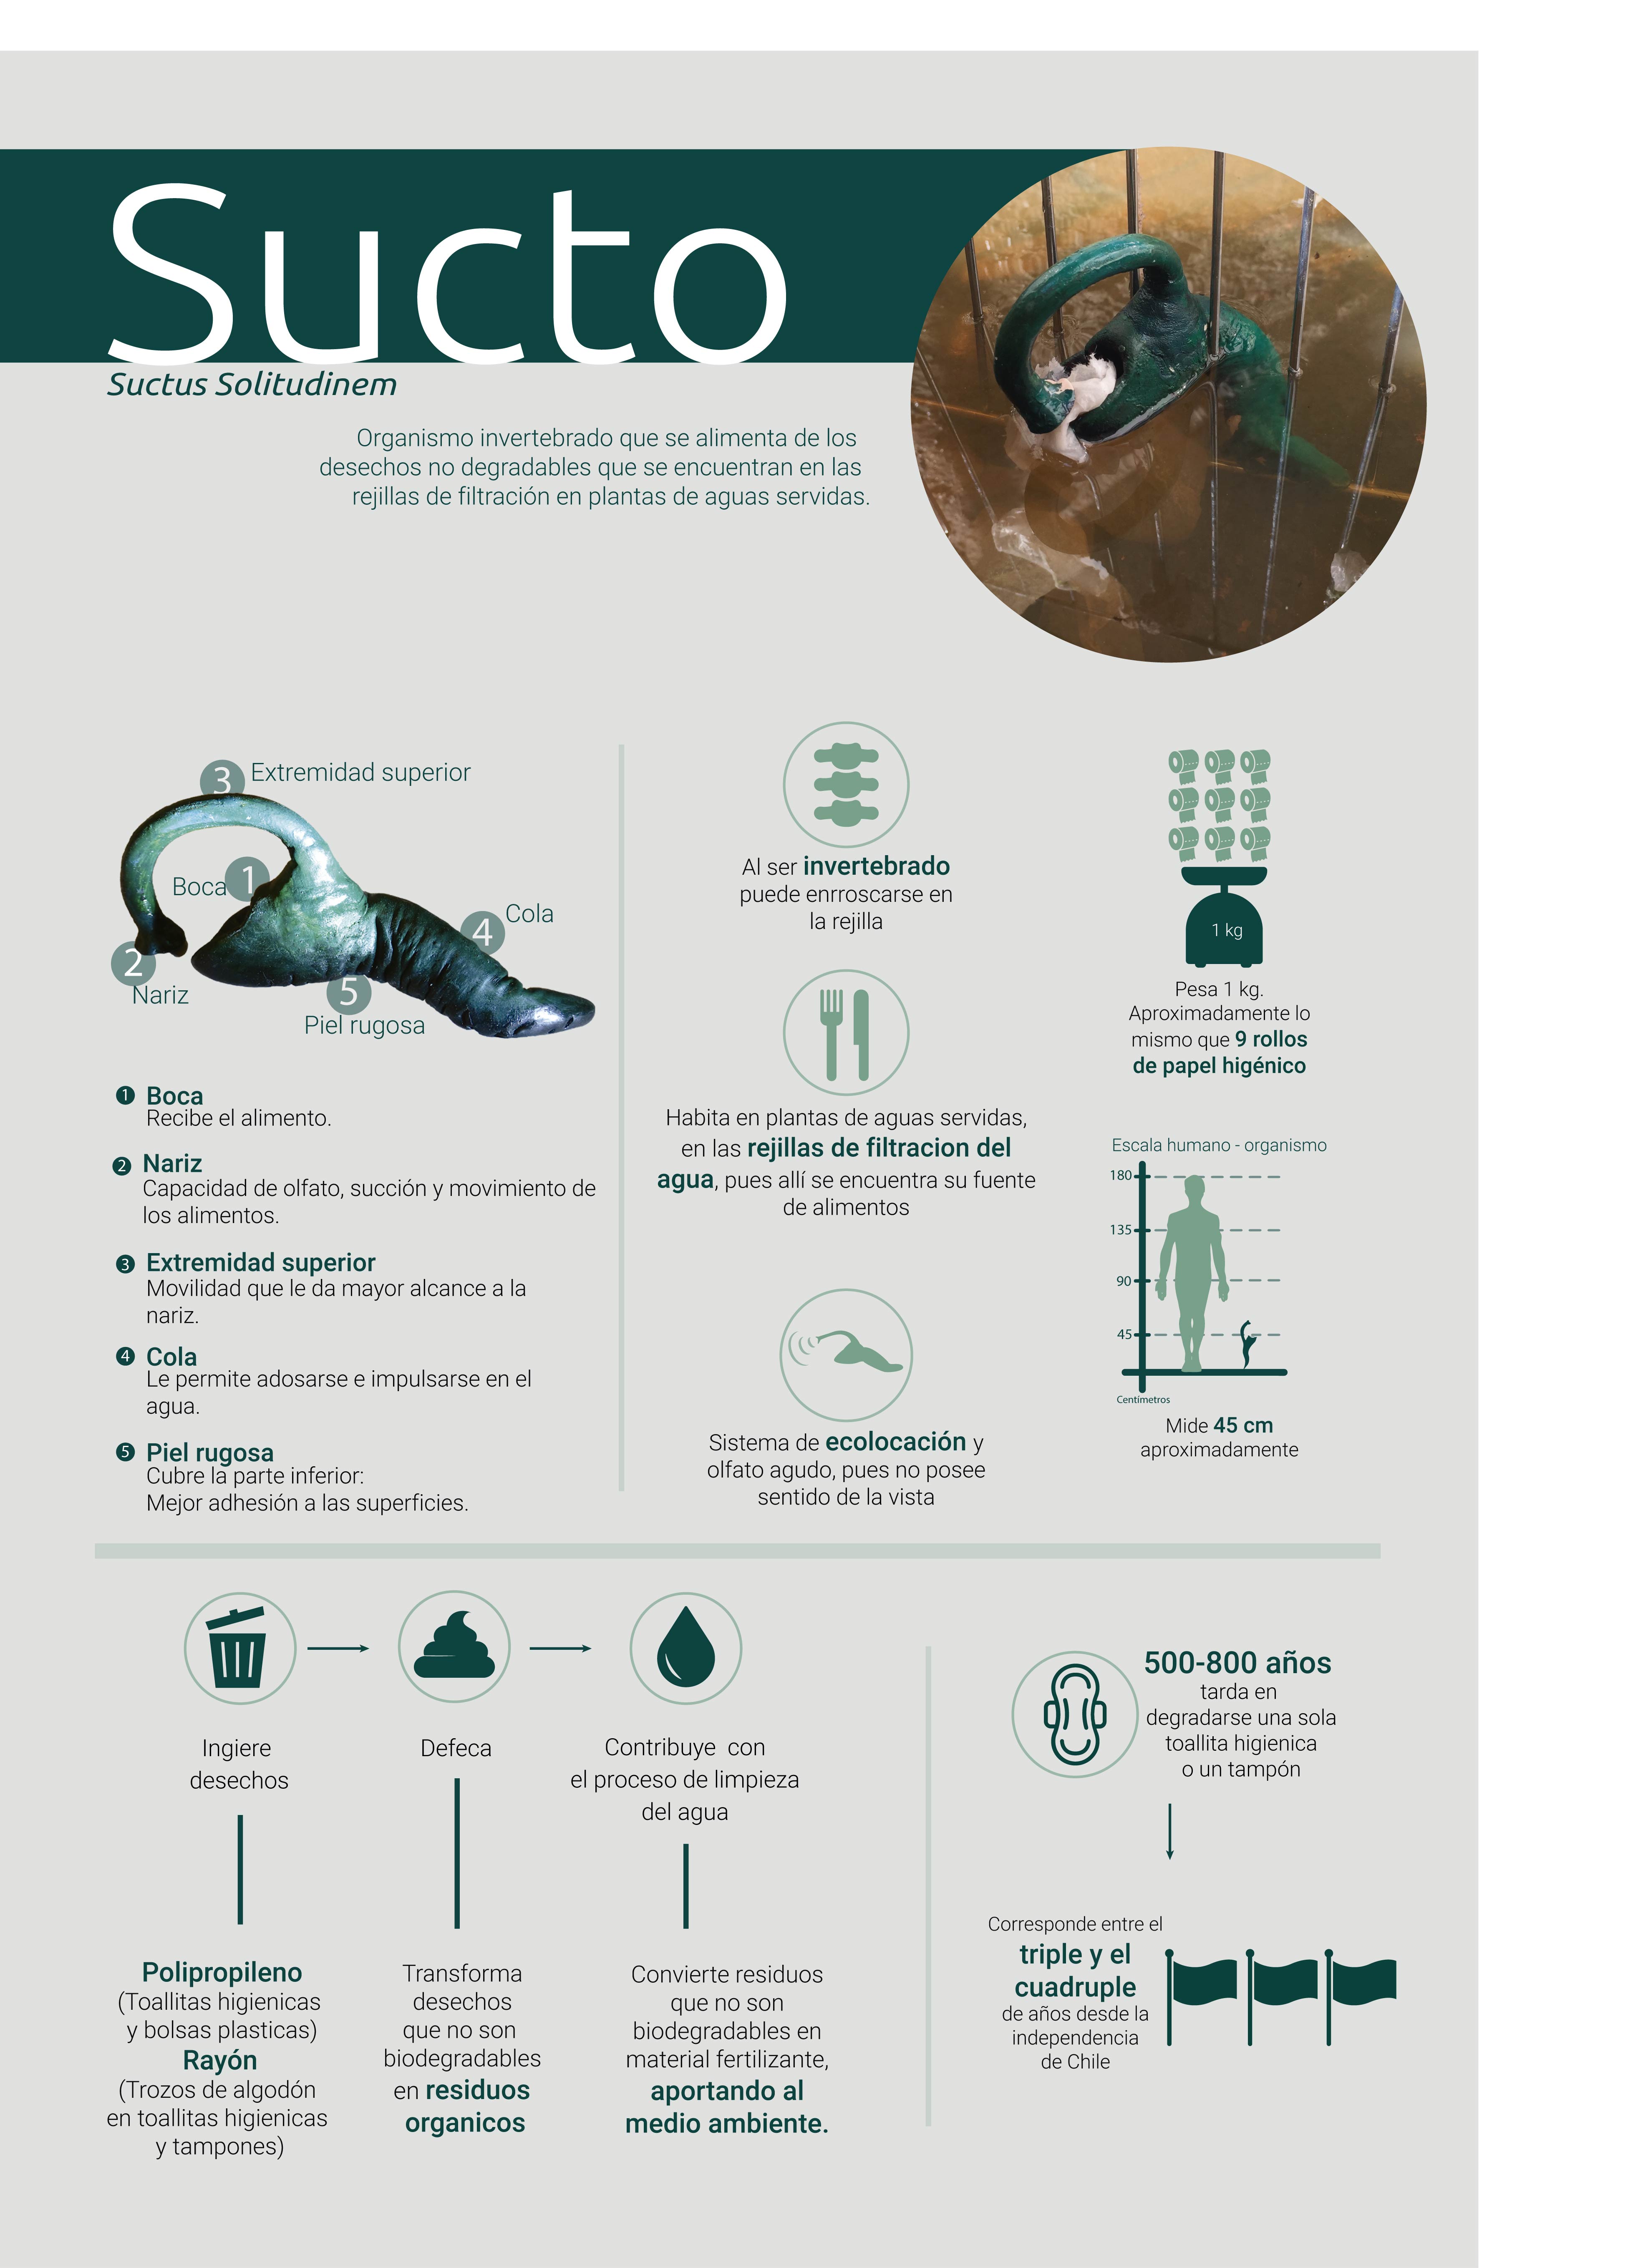 Sucto
Suctus Solitudinem
Organismo invertebrado que se alimenta de los
desechos no degradables que se encuentran en las
rejillas de filtración en plantas de aguas servidas.
3 Extremidad superior
Boca 1
Cola
4
2
Nariz
5
Piel rugosa
1 Boca
Recibe el alimento.
2 Nariz
Capacidad de olfato, succión y movimiento de
los alimentos.
3 Extremidad superior
Movilidad que le da mayor alcance a la
nariz.
4 Cola
Le permite adosarse e impulsarse en el
agua.
5 Piel rugosa
Cubre la parte inferior:
Mejor adhesión a las superficies.
Al ser invertebrado
puede enrroscarse en
la rejilla
Habita en plantas de aguas servidas,
en las rejillas de filtracion del
agua, pues allí se encuentra su fuente
de alimentos
Sistema de ecolocación y
olfato agudo, pues no posee
sentido de la vista
1 kg
Pesa 1 kg.
Aproximadamente lo
mismo que 9 rollos
de papel higénico
Escala humano - organismo
180
135
90
45
Centímetros
Mide 45 cm
aproximadamente
Ingiere
desechos
Polipropileno
(Toallitas higienicas
y bolsas plasticas)
Rayón
(Trozos de algodón
en toallitas higienicas
y tampones)
Defeca
Transforma
desechos
que no son
biodegradables
en residuos
organicos
Contribuye con
el proceso de limpieza
del agua
Convierte residuos
que no son
biodegradables en
material fertilizante,
aportando al
medio ambiente.
500-800 años
tarda en
degradarse una sola
toallita higienica
o un tampón
Corresponde entre el
triple y el
cuadruple
de años desde la
independencia
de Chile